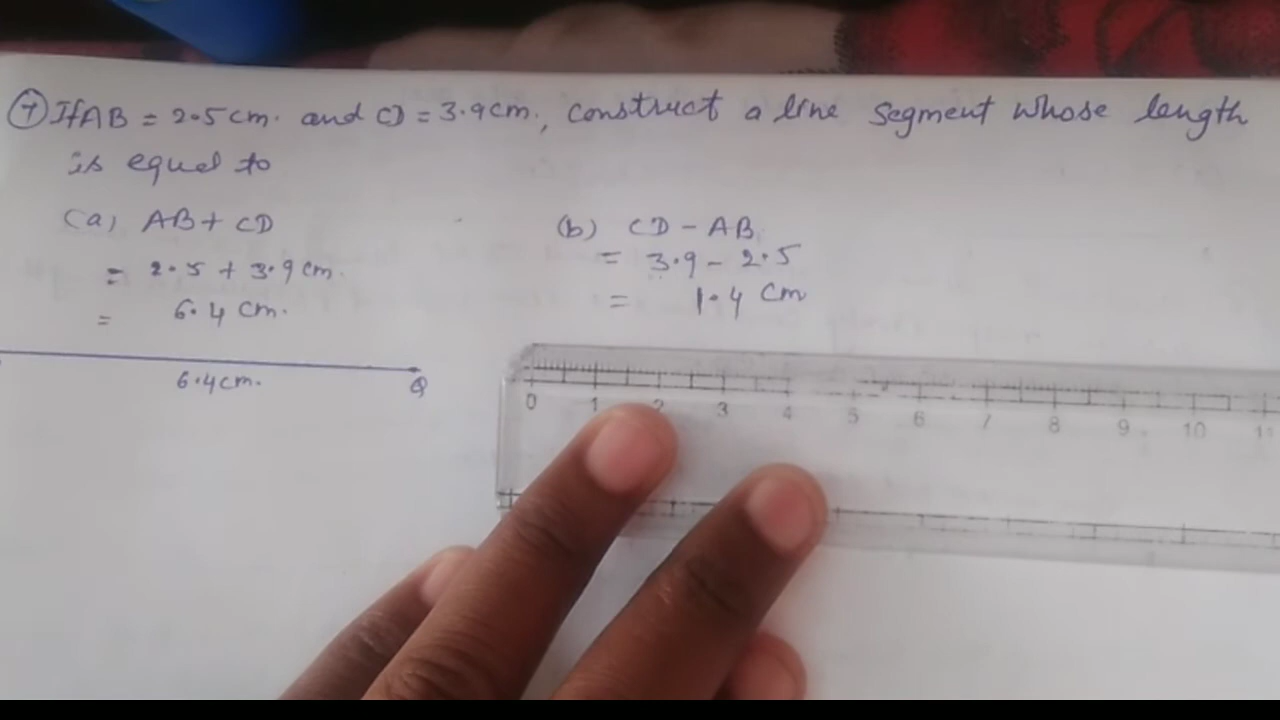 7 If AB = 2.5 cm. and CD = 3.9 cm., construct a line segment whose length
is equal to
(a) AB + CD
= 2.5 + 3.9 cm.
= 6.4 cm.
6.4 cm.
Q
(b) CD - AB
= 3.9 - 2.5
= 1.4 cm
0 1 2 3 4 5 6 7 8 9 10